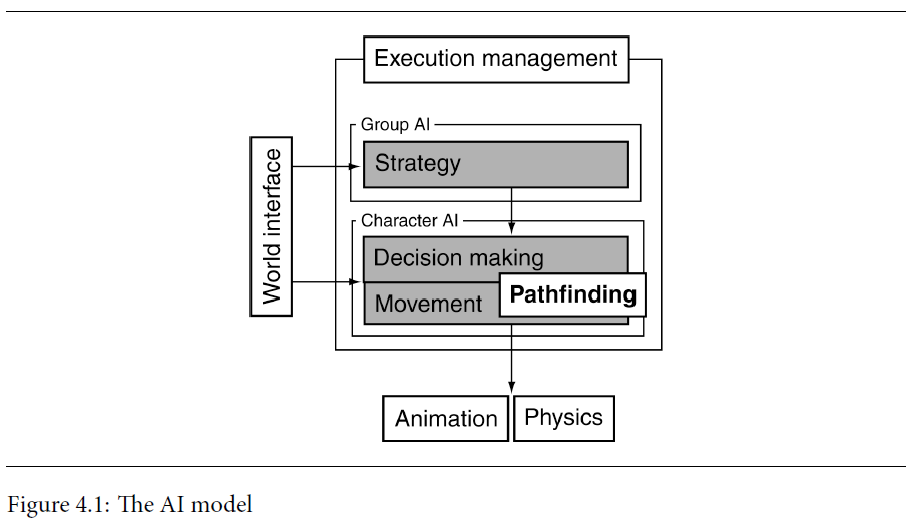 Execution management
Group AI
Strategy
World interface
Character AI
Decision making
Pathfinding
Movement
Animation
Physics
Figure 4.1: The AI model